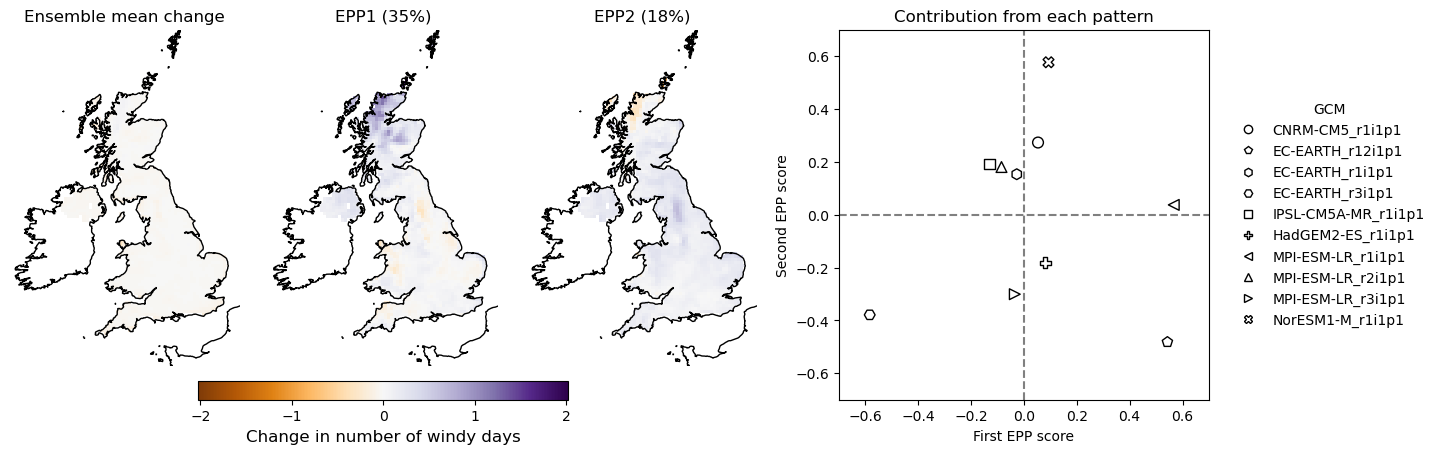 Ensemble mean change
EPP1 (35%)
EPP2 (18%)
−2
−1
0
1
2
Change in number of windy days
Contribution from each pattern
0.6
0.4
0.2
0.0
−0.2
−0.4
−0.6
Second EPP score
−0.6
−0.4
−0.2
0.0
0.2
0.4
0.6
First EPP score
GCM
CNRM-CM5_r1i1p1
EC-EARTH_r12i1p1
EC-EARTH_r1i1p1
EC-EARTH_r3i1p1
IPSL-CM5A-MR_r1i1p1
HadGEM2-ES_r1i1p1
MPI-ESM-LR_r1i1p1
MPI-ESM-LR_r2i1p1
MPI-ESM-LR_r3i1p1
NorESM1-M_r1i1p1